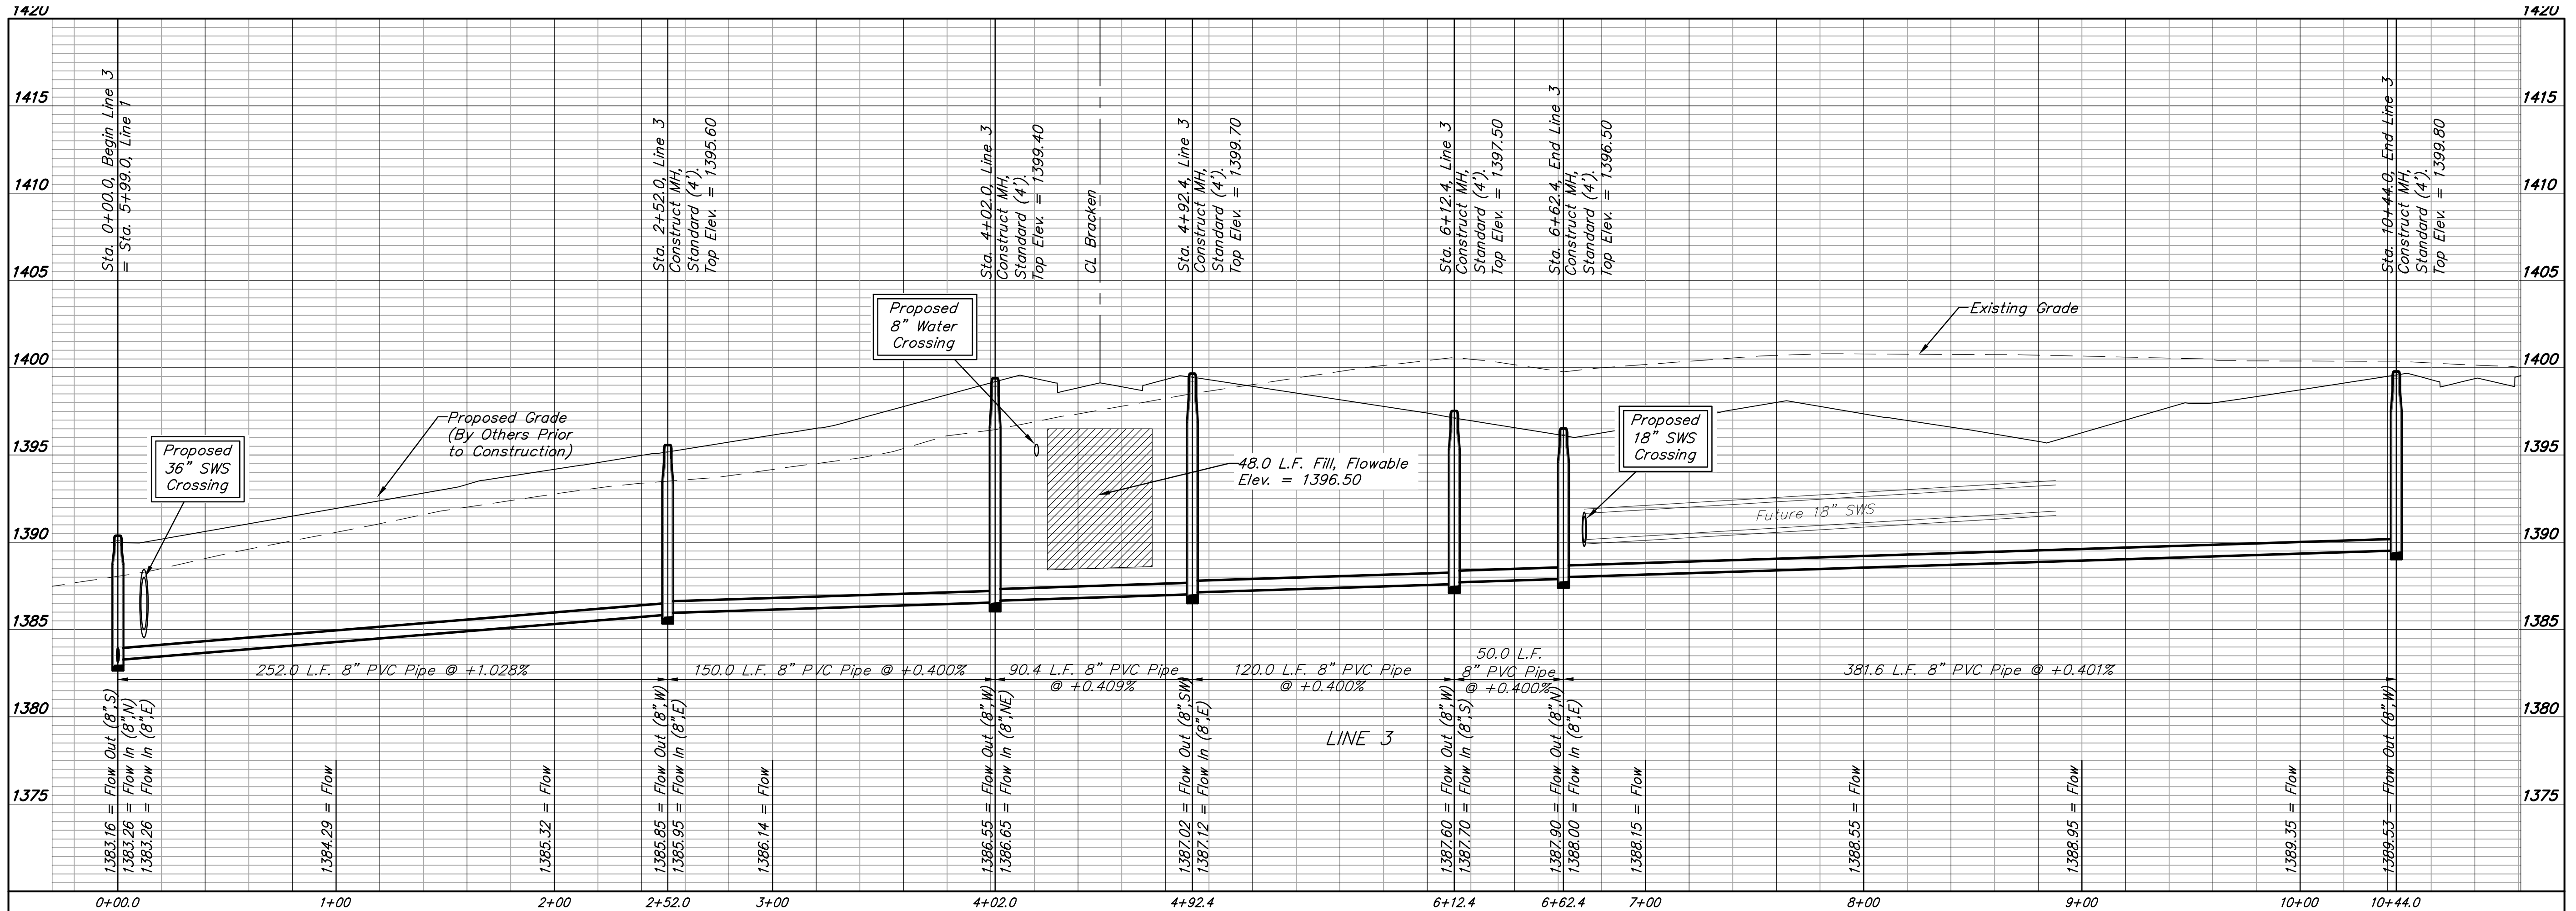 1420
1420
Sta. 0+00.0, Begin Line 3
= Sta. 5+99.0, Line 1
Sta. 2+52.0, Line 3
Construct MH,
Standard (4').
Top Elev. = 1395.60
Sta. 4+02.0, Line 3
Construct MH,
Standard (4').
Top Elev. = 1399.40
CL Bracken
Sta. 4+92.4, Line 3
Construct MH,
Standard (4').
Top Elev. = 1399.70
Sta. 6+12.4, Line 3
Construct MH,
Standard (4').
Top Elev. = 1397.50
Sta. 6+62.4, End Line 3
Construct MH,
Standard (4').
Top Elev. = 1396.50
Sta. 10+44.0, End Line 3
Construct MH,
Standard (4').
Top Elev. = 1399.80
1415
1415
1410
1410
1405
1405
1400
1400
1395
1395
1390
1390
1385
1385
1380
1380
1375
1375
Proposed
8" Water
Crossing
Existing Grade
Proposed Grade
(By Others Prior
to Construction)
Proposed
36" SWS
Crossing
Proposed
18" SWS
Crossing
48.0 L.F. Fill, Flowable
Elev. = 1396.50
Future 18" SWS
252.0 L.F. 8" PVC Pipe @ +1.028%
150.0 L.F. 8" PVC Pipe @ +0.400%
90.4 L.F. 8" PVC Pipe
@ +0.409%
120.0 L.F. 8" PVC Pipe
@ +0.400%
50.0 L.F.
8" PVC Pipe
@ +0.400%
381.6 L.F. 8" PVC Pipe @ +0.401%
LINE 3
1383.16 = Flow Out (8",S)
1383.26 = Flow In (8",N)
1383.26 = Flow In (8",E)
1384.29 = Flow
1385.32 = Flow
1385.85 = Flow Out (8",W)
1385.95 = Flow In (8",E)
1386.14 = Flow
1386.55 = Flow Out (8",W)
1386.65 = Flow In (8",NE)
1387.02 = Flow Out (8",SW)
1387.12 = Flow In (8",E)
1387.60 = Flow Out (8",W)
1387.70 = Flow In (8",S)
1387.90 = Flow Out (8",N)
1388.00 = Flow In (8",E)
1388.15 = Flow
1388.55 = Flow
1388.95 = Flow
1389.35 = Flow
1389.53 = Flow Out (8",W)
0+00.0
1+00
2+00
2+52.0
3+00
4+02.0
4+92.4
6+12.4
6+62.4
7+00
8+00
9+00
10+00
10+44.0